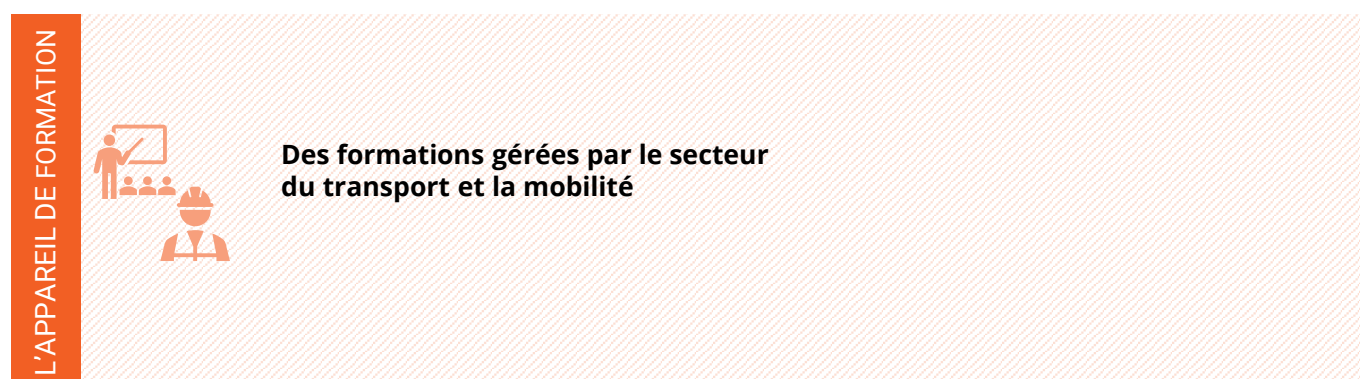 L'APPAREIL DE FORMATION
Des formations gérées par le secteur
du transport et la mobilité